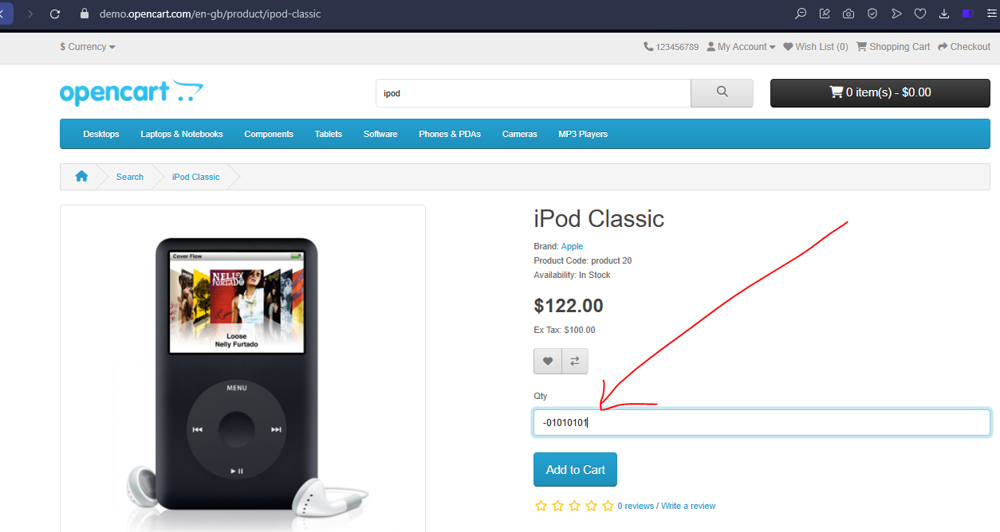 demo.opencart.com/en-gb/product/ipod-classic
$ Currency
123456789 My Account Wish List (0) Shopping Cart Checkout
opencart
ipod
0 item(s) - $0.00
Desktops Laptops & Notebooks Components Tablets Software Phones & PDAs Cameras MP3 Players
Search iPod Classic
iPod Classic
Brand: Apple
Product Code: product 20
Availability: In Stock
$122.00
Ex Tax: $100.00
Qty
-01010101
Add to Cart
0 reviews / Write a review
Cover Flow
NELLY
FURTADO
Loose
Loose
Nelly Furtado
MENU